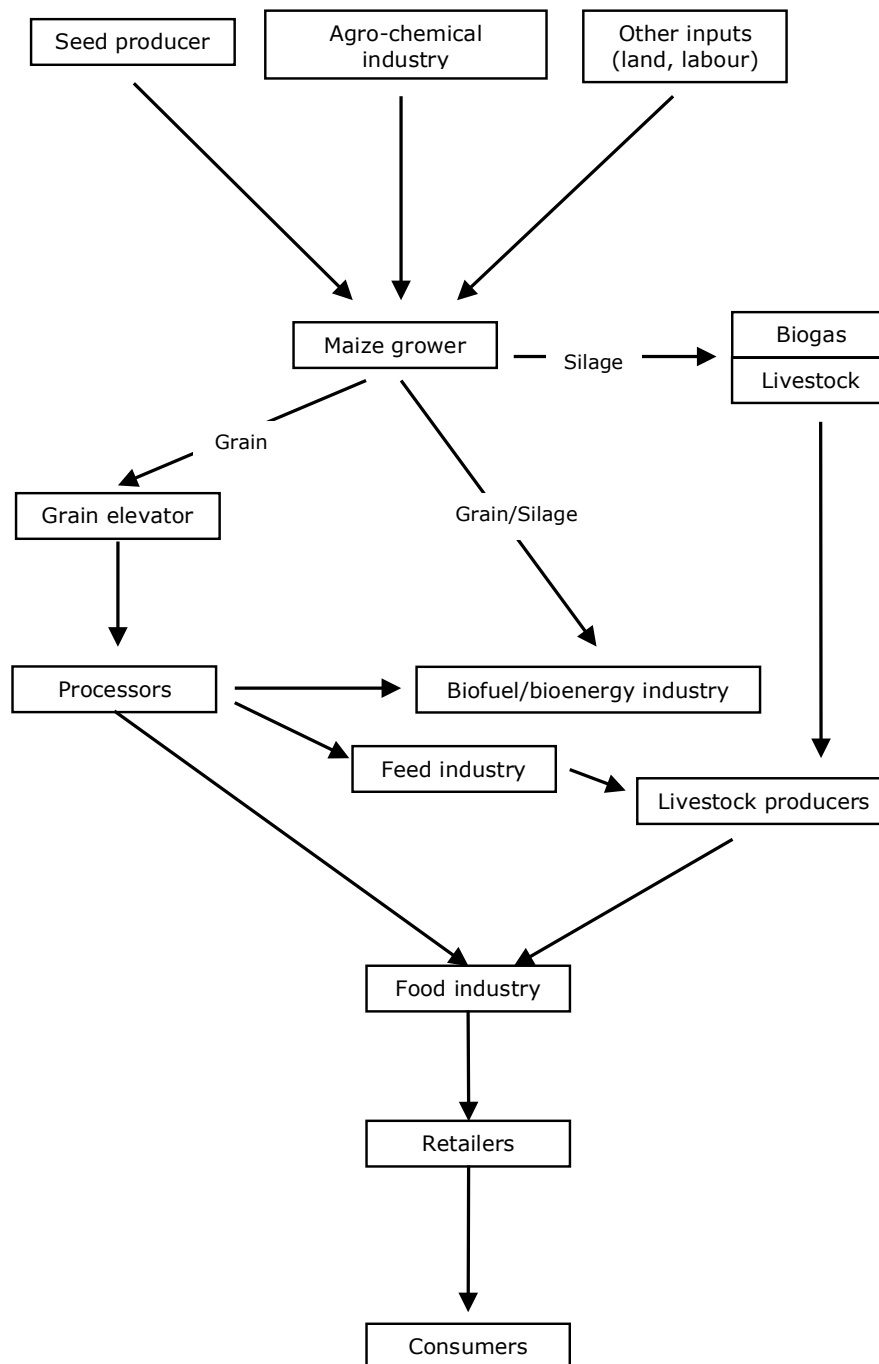 Seed producer
Agro-chemical
industry
Other inputs
(land, labour)
Maize grower
Silage
Biogas
Livestock
Grain
Grain elevator
Grain/Silage
Processors
Biofuel/bioenergy industry
Feed industry
Livestock producers
Food industry
Retailers
Consumers